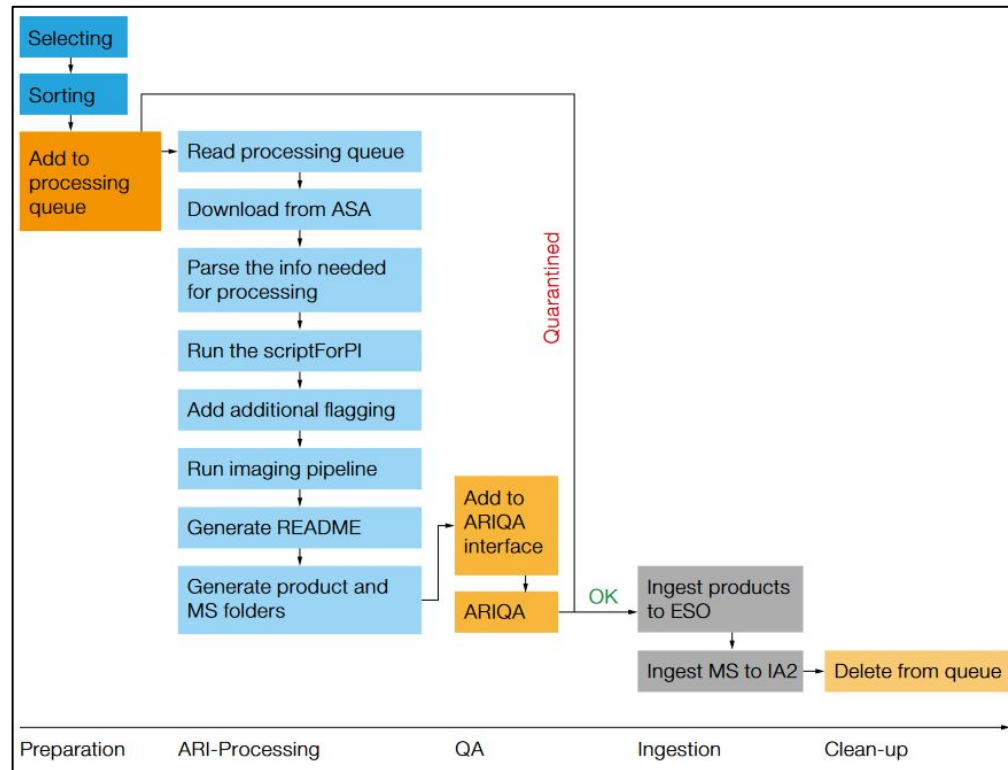 Selecting
Sorting
Add to
processing
queue
Read processing queue
Download from ASA
Parse the info needed
for processing
Run the scriptForPI
Add additional flagging
Run imaging pipeline
Generate README
Generate product and
MS folders
Add to
ARIQA
interface
ARIQA
Quarantined
OK
Ingest products
to ESO
Ingest MS to IA2
Delete from queue
Preparation
ARI-Processing
QA
Ingestion
Clean-up